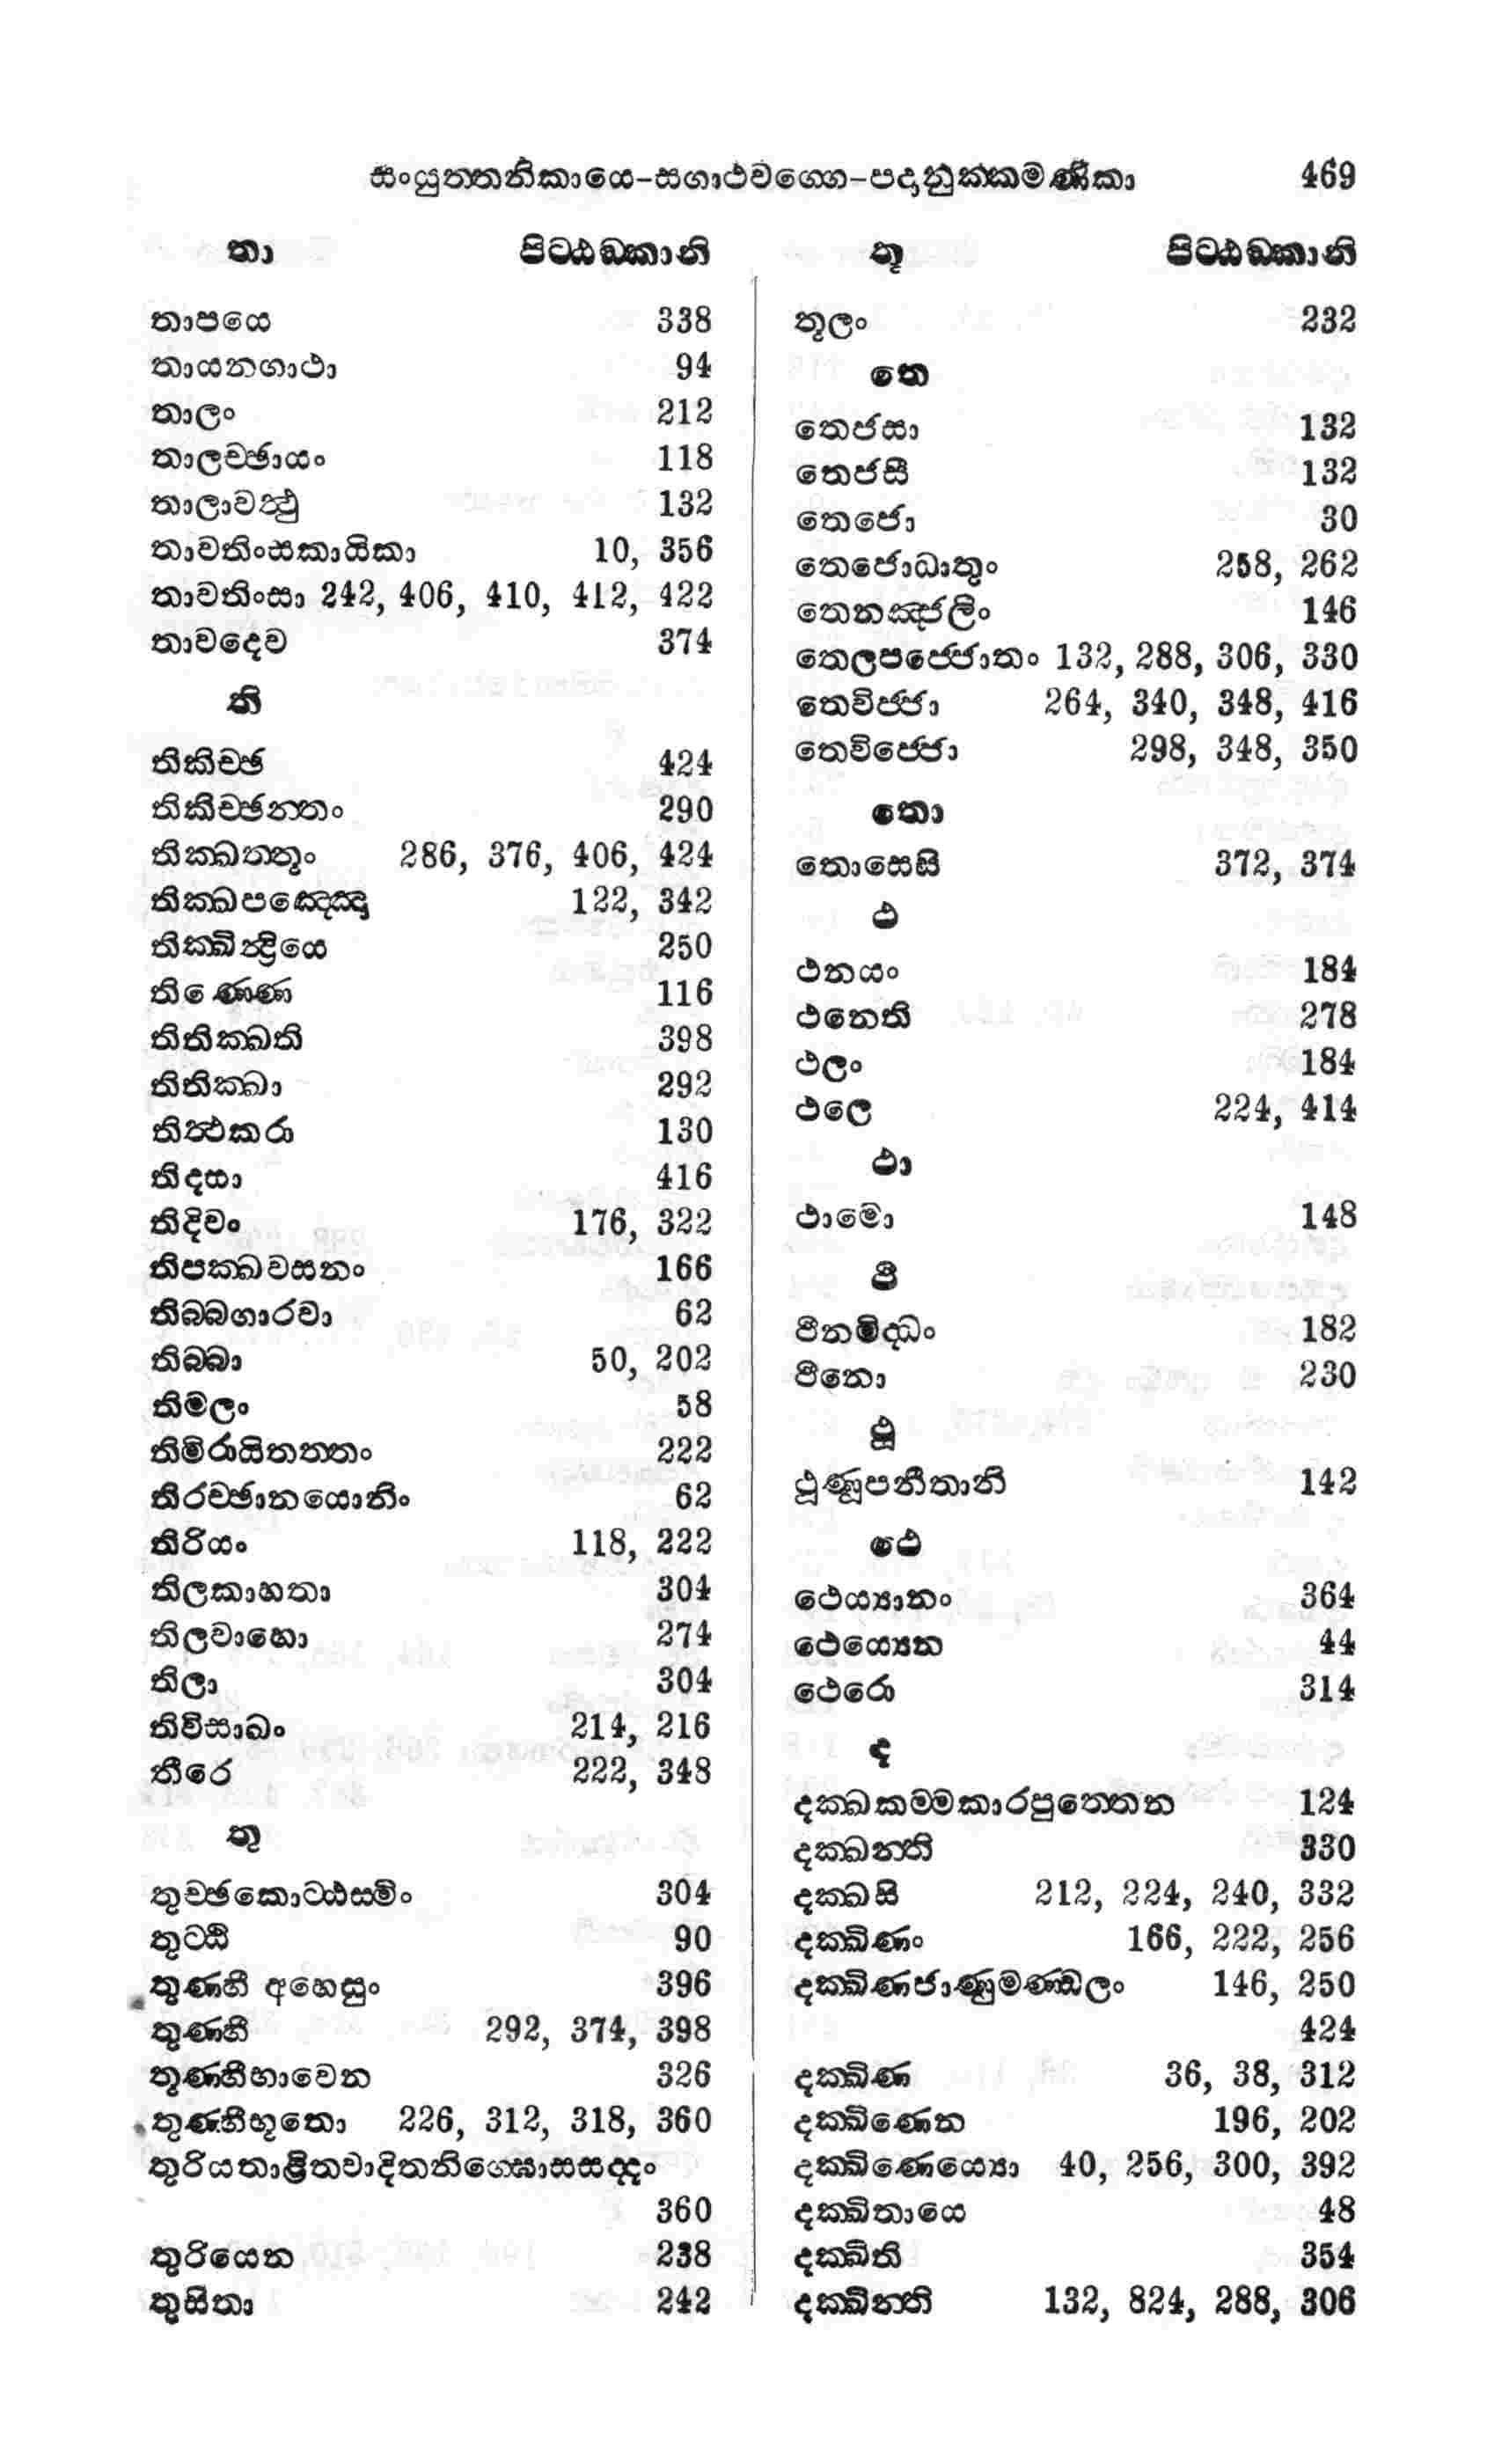 සංයුත්තනිකායෙ-සගාථවග්ගෙ-පදානුක්කමණිකා 469
තා පිට්ඨඞ්කානි
තාපයෙ 338
තායනගාථා 94
තාලං 212
තාලච්ඡායං 118
තාලාවත්ථු 132
තාවතිංසකායිකා 10, 356
තාවතිංසා 242, 406, 410, 412, 422
තාවදෙව 374
ති
තිකිච්ඡ 424
තිකිච්ඡන්තං 290
තික්ඛත්තුං 286, 376, 406, 424
තික්ඛපඤ්ඤො 122, 342
තික්ඛින්ද්‍රියෙ 250
තිණ්ණෙ 116
තිතික්ඛති 398
තිතික්ඛා 292
තිත්ථකරා 130
තිදසා 416
තිදිවං 176, 322
තිපක්ඛවසනං 166
තිබ්බගාරවා 62
තිබ්බා 50, 202
තිමලං 58
තිමිරායිතත්තං 222
තිරච්ඡානයොනිං 62
තිරියං 118, 222
තිලකාහතා 304
තිලවාහො 274
තිලා 304
තිවිසාඛං 214, 216
තීරෙ 222, 348
තු
තුච්ඡකොට්ඨස්මිං 304
තුට්ඨි 90
තුණ්හී අහෙසුං 396
තුණ්හී 292, 374, 398
තුණ්හීභාවෙන 326
තුණ්හීභූතො 226, 312, 318, 360
තුරියතාළිතවාදිතනිග්ඝොසසද්දං
360
තුරියෙන 238
තුසිතා 242
තූ පිට්ඨඞ්කානි
තූලං 232
තෙ
තෙජසා 132
තෙජසී 132
තෙජො 30
තෙජොධාතුං 258, 262
තෙනඤ්ජලිං 146
තෙලපජ්ජොතං 132, 288, 306, 330
තෙවිජ්ජා 264, 340, 348, 416
තෙවිජ්ජො 298, 348, 350
තො
තොසෙසි 372, 374
ථ
ථනයං 184
ථනෙති 278
ථලං 184
ථලෙ 224, 414
ථා
ථාමො 148
ථී
ථීනමිද්ධං 182
ථීනො 230
ථූ
ථූණූපනීතානි 142
ථෙ
ථෙය්‍යානං 364
ථෙය්‍යෙන 44
ථෙරො 314
ද
දක්ඛකම්මකාරපුත්තෙන 124
දක්ඛන්ති 330
දක්ඛසි 212, 224, 240, 332
දක්ඛිණං 166, 222, 256
දක්ඛිණජාණුමණ්ඩලං 146, 250
424
දක්ඛිණ 36, 38, 312
දක්ඛිණෙන 196, 202
දක්ඛිණෙය්‍යො 40, 256, 300, 392
දක්ඛිතායෙ 48
දක්ඛිති 354
දක්ඛින්ති 132, 824, 288, 306